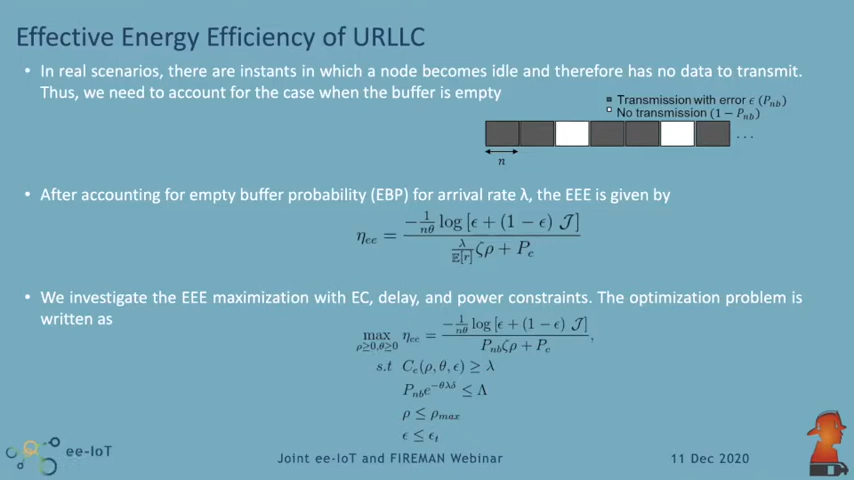 Effective Energy Efficiency of URLLC
• In real scenarios, there are instants in which a node becomes idle and therefore has no data to transmit.
Thus, we need to account for the case when the buffer is empty
Transmission with error ϵ (P_nb)
No transmission (1 − P_nb)
. . .
n
• After accounting for empty buffer probability (EBP) for arrival rate λ, the EEE is given by
η_ee = \frac{-\frac{1}{nθ} log [ϵ + (1 − ϵ) 𝒥]}{\frac{λ}{𝔼[r]} ζρ + P_c}
• We investigate the EEE maximization with EC, delay, and power constraints. The optimization problem is
written as
max_{ρ≥0,θ≥0} η_ee = \frac{-\frac{1}{nθ} log [ϵ + (1 − ϵ) 𝒥]}{P_nb ζρ + P_c},
s.t C_e(ρ, θ, ϵ) ≥ λ
P_nb e^{−θλδ} ≤ Λ
ρ ≤ ρ_max
ϵ ≤ ϵ_t
ee-IoT
Joint ee-IoT and FIREMAN Webinar
11 Dec 2020